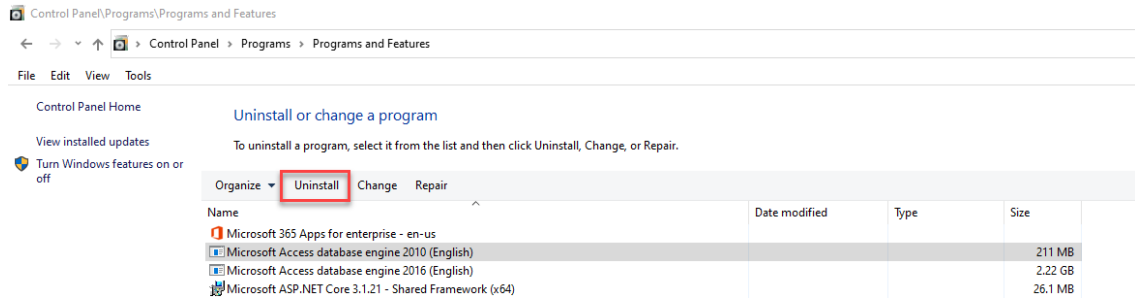 Control Panel\Programs\Programs and Features
Control Panel > Programs > Programs and Features
File Edit View Tools
Control Panel Home
View installed updates
Turn Windows features on or
off
Uninstall or change a program
To uninstall a program, select it from the list and then click Uninstall, Change, or Repair.
Organize Uninstall Change Repair
Name Date modified Type Size
Microsoft 365 Apps for enterprise - en-us
Microsoft Access database engine 2010 (English) 211 MB
Microsoft Access database engine 2016 (English) 2.22 GB
Microsoft ASP.NET Core 3.1.21 - Shared Framework (x64) 26.1 MB